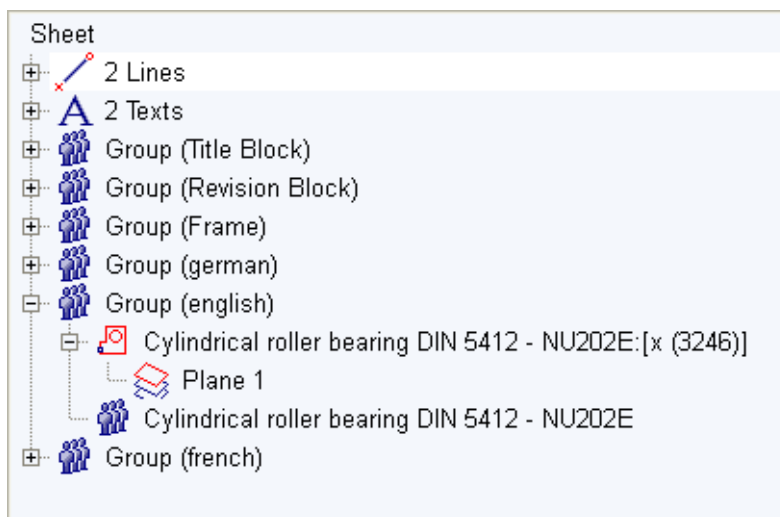 Sheet
2 Lines
2 Texts
Group (Title Block)
Group (Revision Block)
Group (Frame)
Group (german)
Group (english)
Cylindrical roller bearing DIN 5412 - NU202E:[x (3246)]
Plane 1
Cylindrical roller bearing DIN 5412 - NU202E
Group (french)